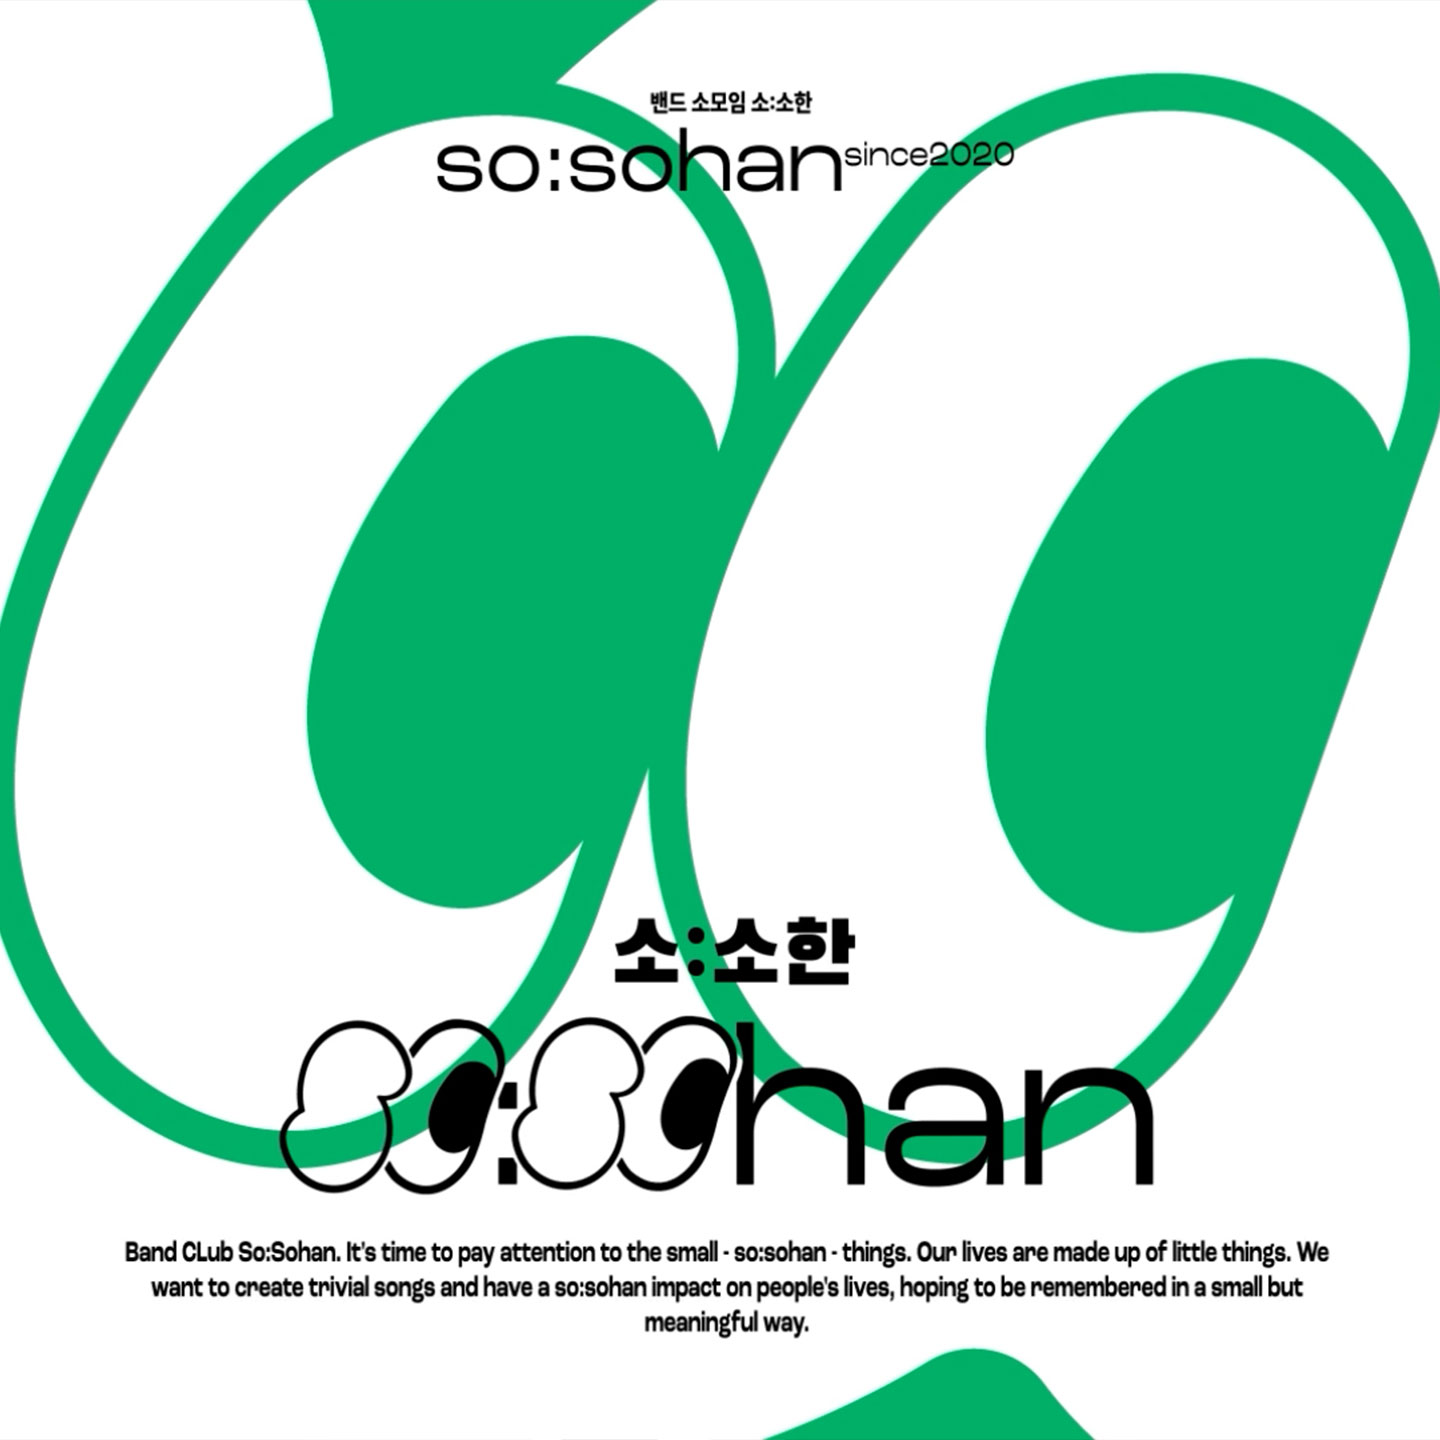 밴드 소모임 소:소한
so:sohan since2020
소:소한
so:sohan
Band CLub So:Sohan. It's time to pay attention to the small - so:sohan - things. Our lives are made up of little things. We
want to create trivial songs and have a so:sohan impact on people's lives, hoping to be remembered in a small but
meaningful way.